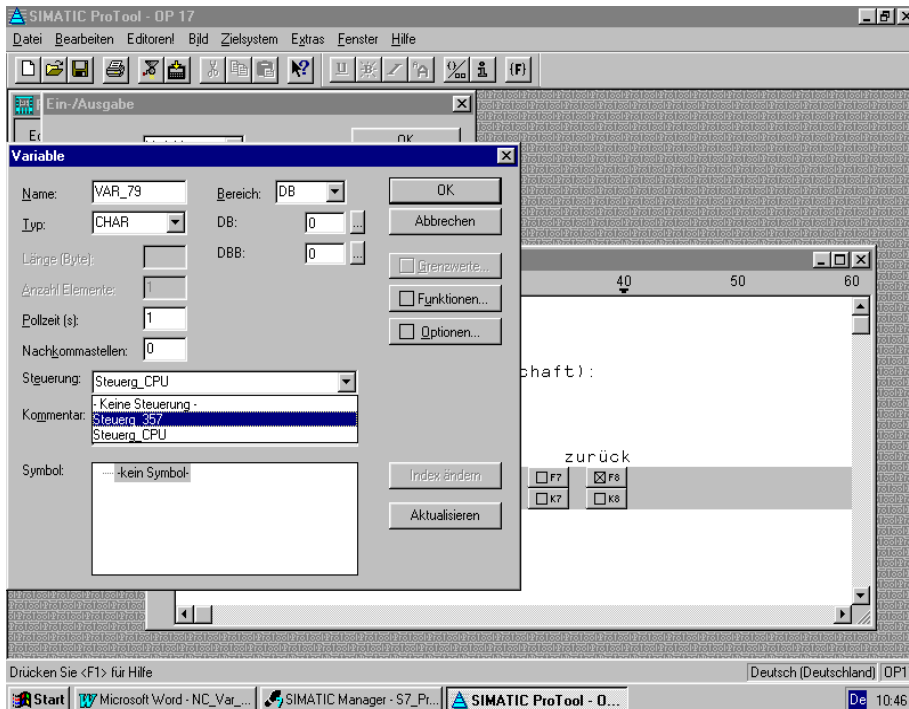 SIMATIC ProTool - OP 17
Datei Bearbeiten Editoren! Bild Zielsystem Extras Fenster Hilfe
Ein-/Ausgabe
OK
Variable
Name: VAR_79 Bereich: DB OK
Typ: CHAR DB: 0 ... Abbrechen
Länge (Byte): DBB: 0 ... Grenzwerte...
Anzahl Elemente: 1 Funktionen...
Pollzeit (s): 1 Optionen...
Nachkommastellen: 0
Steuerung: Steuerg_CPU
- Keine Steuerung -
Kommentar: Steuerg_357
Steuerg_CPU
Symbol: -kein Symbol- Index ändern
Aktualisieren
40 50 60
chaft):
zurück
F7 F8
K7 K8
Drücken Sie <F1> für Hilfe Deutsch (Deutschland) OP1
Start Microsoft Word - NC_Var_... SIMATIC Manager - S7_Pr... SIMATIC ProTool - O... De 10:46